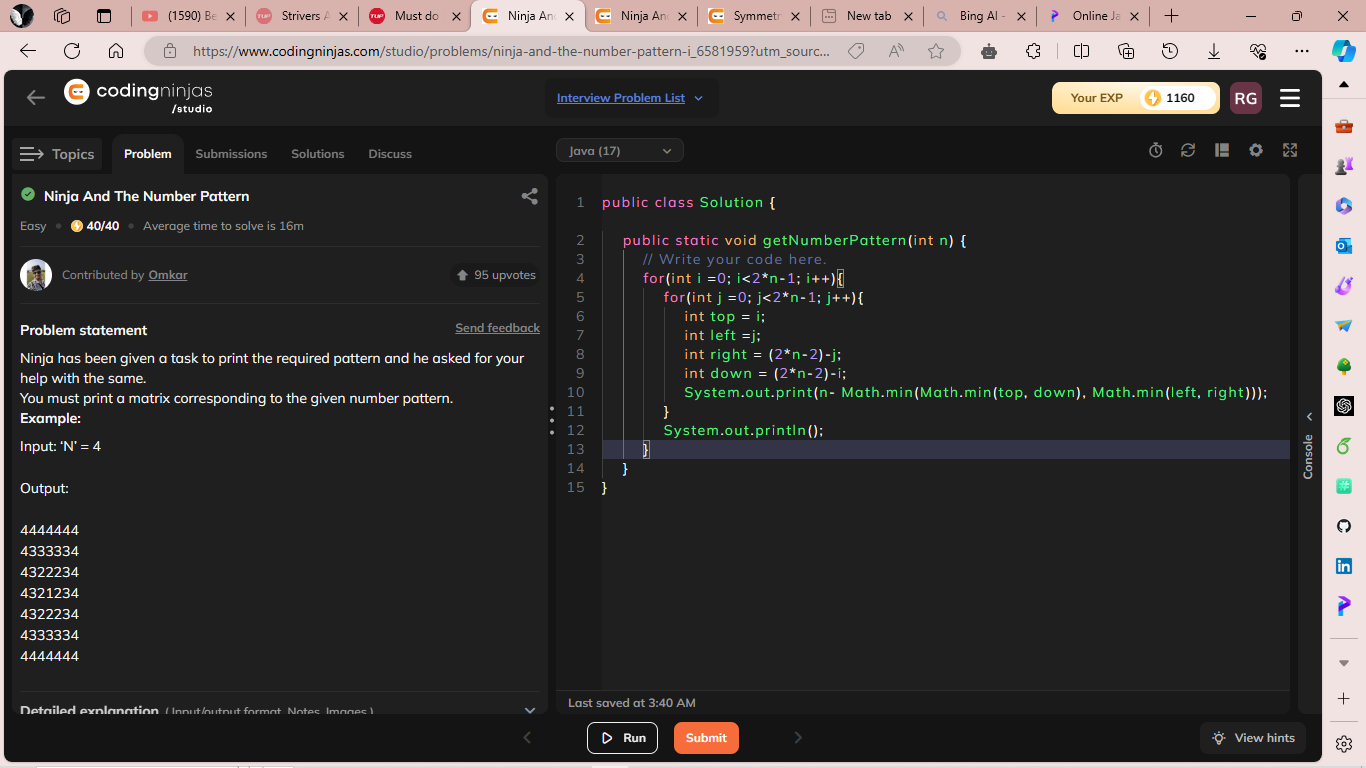 (1590) Be
Strivers A
Must do
Ninja An
Ninja An
Symmetr
New tab
Bing AI -
Online Ja
https://www.codingninjas.com/studio/problems/ninja-and-the-number-pattern-i_6581959?utm_sourc...
codingninjas
/studio
Interview Problem List
Your EXP 1160
RG
Topics Problem Submissions Solutions Discuss
Ninja And The Number Pattern
Easy 40/40 Average time to solve is 16m
Contributed by Omkar 95 upvotes
Problem statement Send feedback
Ninja has been given a task to print the required pattern and he asked for your
help with the same.
You must print a matrix corresponding to the given number pattern.
Example:
Input: ‘N’ = 4
Output:
4444444
4333334
4322234
4321234
4322234
4333334
4444444
Detailed explanation ( Input/output format, Notes, Images )
Java (17)
1 public class Solution {
2 public static void getNumberPattern(int n) {
3 // Write your code here.
4 for(int i =0; i<2*n-1; i++){
5 for(int j =0; j<2*n-1; j++){
6 int top = i;
7 int left =j;
8 int right = (2*n-2)-j;
9 int down = (2*n-2)-i;
10 System.out.print(n- Math.min(Math.min(top, down), Math.min(left, right)));
11 }
12 System.out.println();
13 }
14 }
15 }
Console
Last saved at 3:40 AM
Run
Submit
View hints